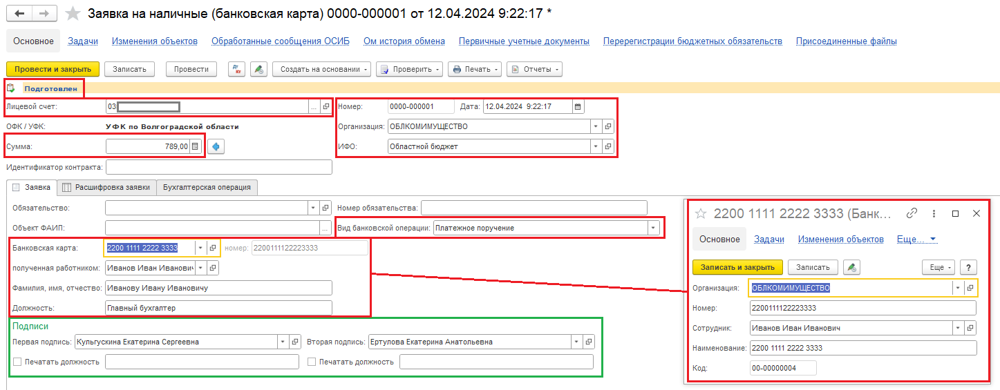 Заявка на наличные (банковская карта) 0000-000001 от 12.04.2024 9:22:17 *
Основное Задачи Изменения объектов Обработанные сообщения ОСИБ Ом история обмена Первичные учетные документы Перерегистрации бюджетных обязательств Присоединенные файлы
Провести и закрыть Записать Провести Дт Кт Создать на основании Проверить Печать Отчеты
Подготовлен
Лицевой счет: 03 ... Номер: 0000-000001 Дата: 12.04.2024 9:22:17
ОФК / УФК: УФК по Волгоградской области Организация: ОБЛКОМИМУЩЕСТВО
Сумма: 789,00 ИФО: Областной бюджет
Идентификатор контракта:
Заявка Расшифровка заявки Бухгалтерская операция
Обязательство: Номер обязательства:
Объект ФАИП: ... Вид банковской операции: Платежное поручение
Банковская карта: 2200 1111 2222 3333 номер: 2200111122223333
полученная работником: Иванов Иван Иванович
Фамилия, имя, отчество: Иванову Ивану Ивановичу
Должность: Главный бухгалтер
Подписи
Первая подпись: Кульгускина Екатерина Сергеевна Вторая подпись: Ертулова Екатерина Анатольевна
Печатать должность Печатать должность
2200 1111 2222 3333 (Банк...
Основное Задачи Изменения объектов Еще...
Записать и закрыть Записать Еще ?
Организация: ОБЛКОМИМУЩЕСТВО
Номер: 2200111122223333
Сотрудник: Иванов Иван Иванович
Наименование: 2200 1111 2222 3333
Код: 00-00000004